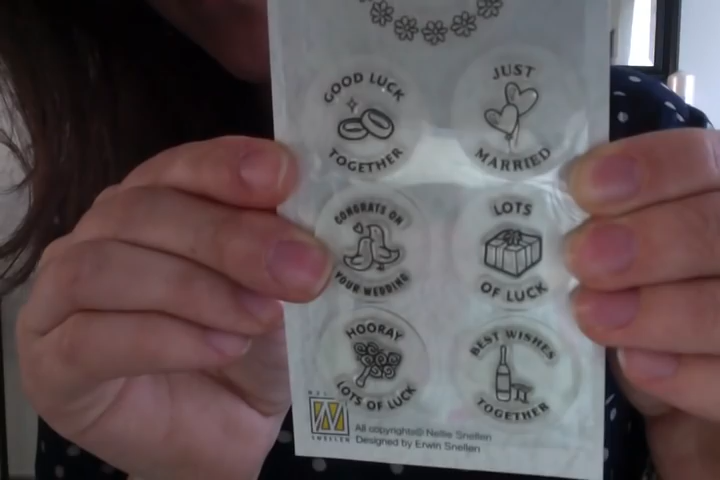 GOOD LUCK
TOGETHER
JUST
MARRIED
CONGRATS ON
YOUR WEDDING
LOTS
OF LUCK
HOORAY
LOTS OF LUCK
BEST WISHES
TOGETHER
SNELLEN
All copyrights© Nellie Snellen
Designed by Erwin Snellen